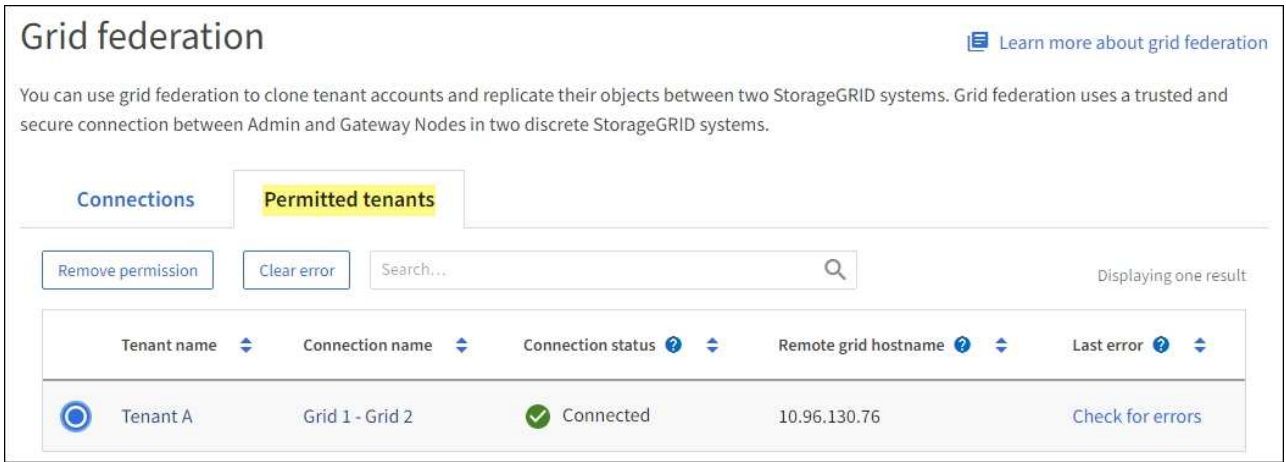 Grid federation
Learn more about grid federation
You can use grid federation to clone tenant accounts and replicate their objects between two StorageGRID systems. Grid federation uses a trusted and
secure connection between Admin and Gateway Nodes in two discrete StorageGRID systems.
Connections
Permitted tenants
Remove permission
Clear error
Search...
Displaying one result
Tenant name Connection name Connection status Remote grid hostname Last error
Tenant A Grid 1 - Grid 2 Connected 10.96.130.76 Check for errors